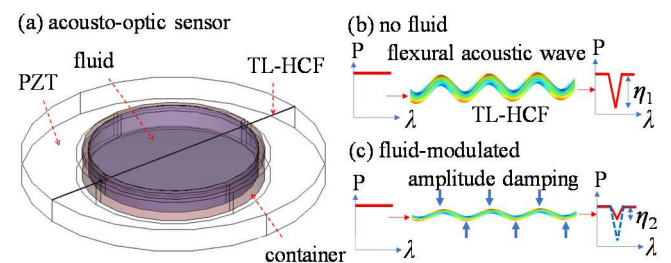 (a) acousto-optic sensor
fluid
PZT
TL-HCF
container
(b) no fluid
P
flexural acoustic wave
P
η1
λ
TL-HCF
λ
(c) fluid-modulated
P
amplitude damping
P
η2
λ
λ